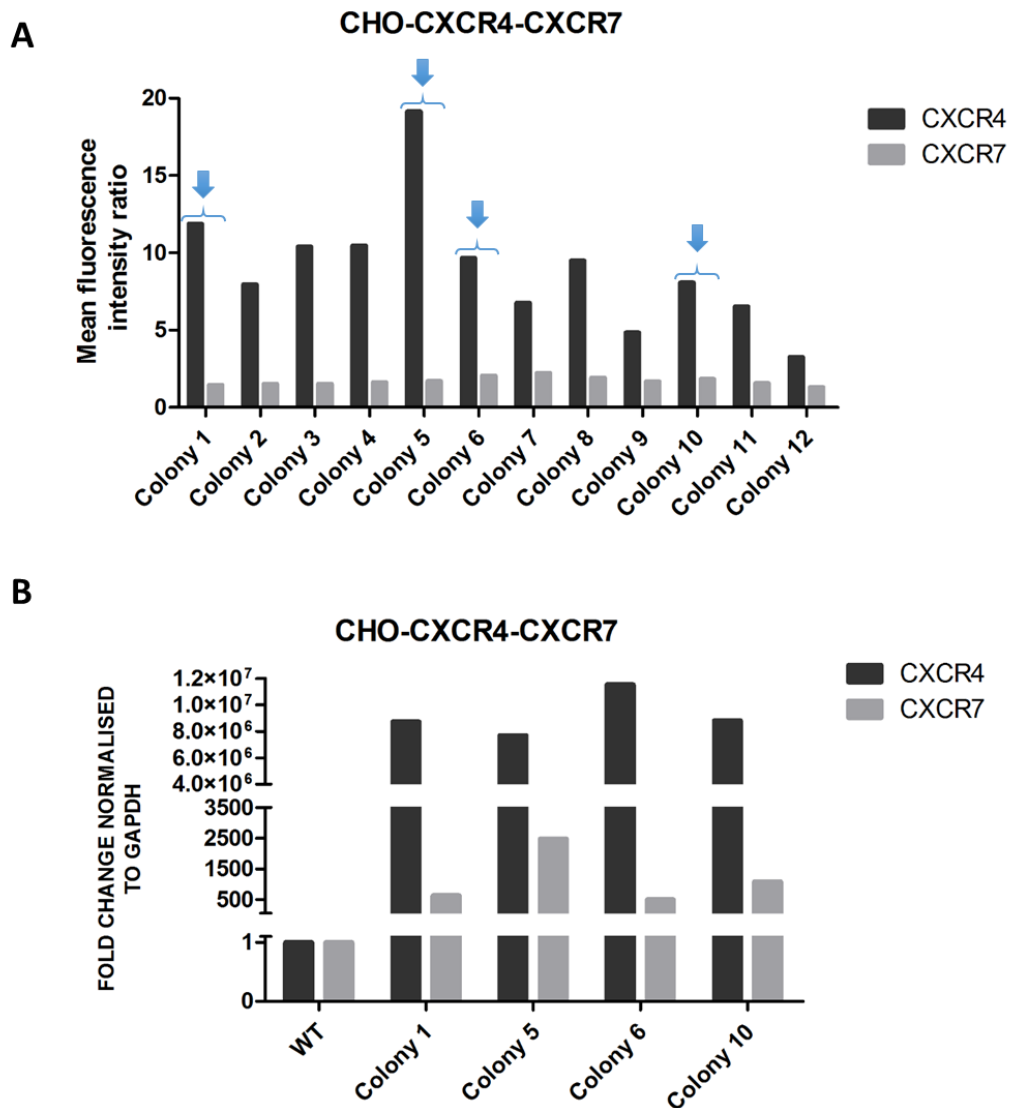 A
CHO-CXCR4-CXCR7
CXCR4
CXCR7
Mean fluorescence
intensity ratio
20
15
10
5
0
Colony 1
Colony 2
Colony 3
Colony 4
Colony 5
Colony 6
Colony 7
Colony 8
Colony 9
Colony 10
Colony 11
Colony 12
B
CHO-CXCR4-CXCR7
CXCR4
CXCR7
FOLD CHANGE NORMALISED
TO GAPDH
1.2×10⁷
1.0×10⁷
8.0×10⁶
6.0×10⁶
4.0×10⁶
3500
2500
1500
500
1
0
WT
Colony 1
Colony 5
Colony 6
Colony 10